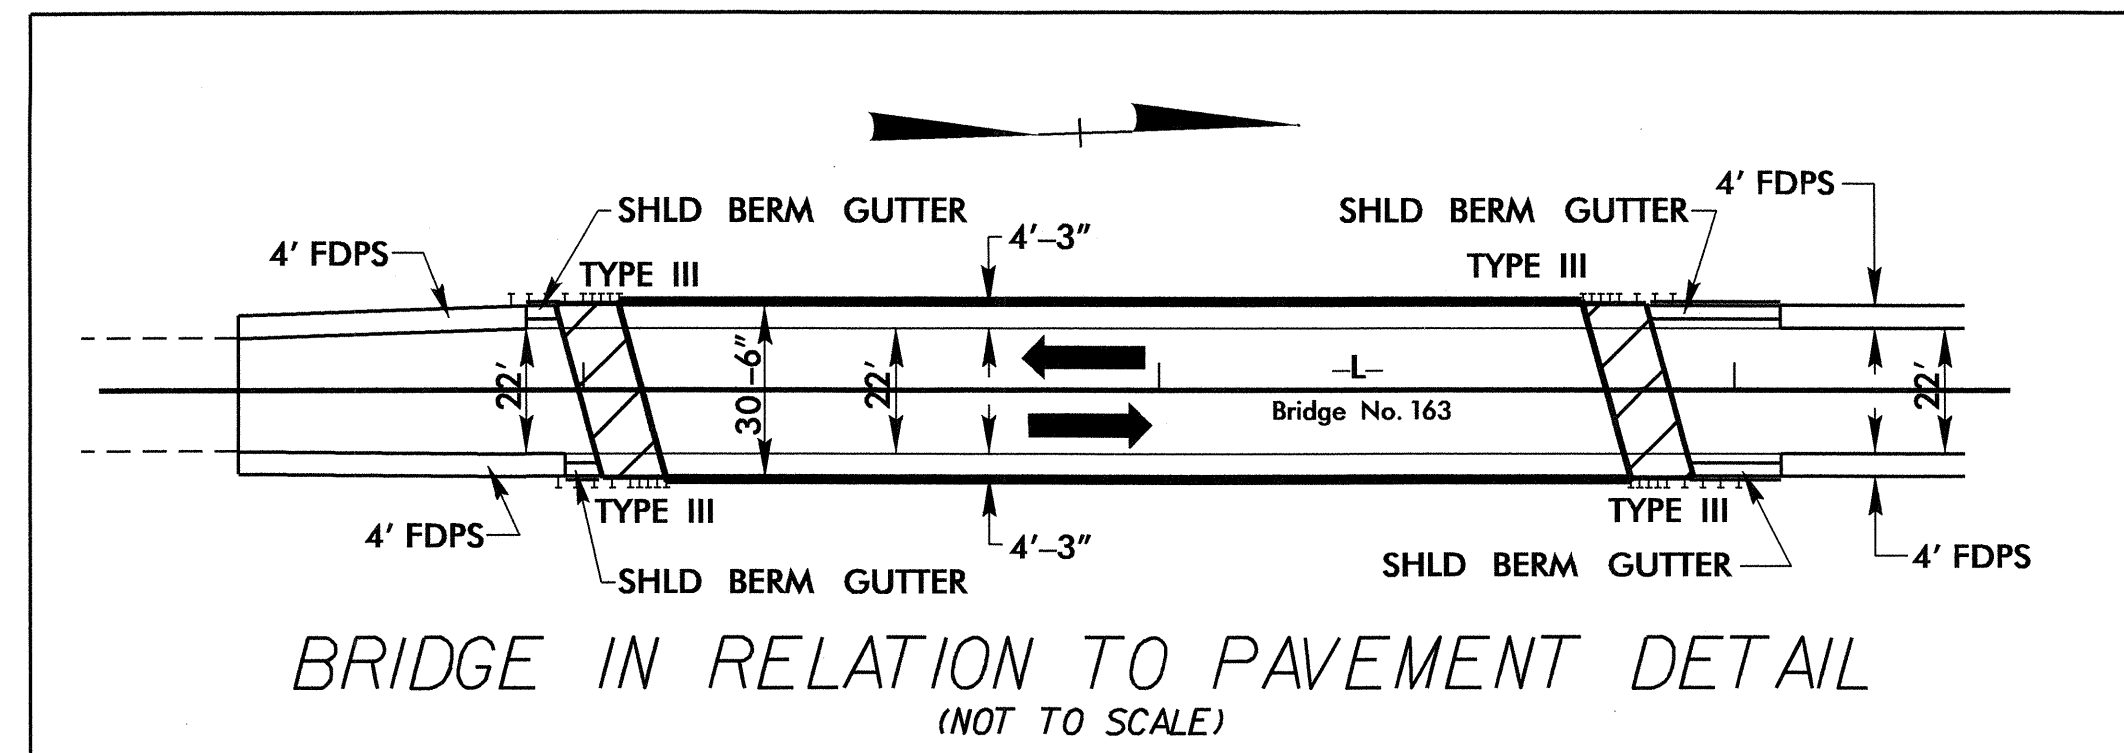 4' FDPS
SHLD BERM GUTTER
SHLD BERM GUTTER
4' FDPS
4'-3"
TYPE III
TYPE III
22'
30-6"
22'
-L-
Bridge No. 163
22'
TYPE III
TYPE III
4' FDPS
4'-3"
SHLD BERM GUTTER
4' FDPS
SHLD BERM GUTTER
BRIDGE IN RELATION TO PAVEMENT DETAIL
(NOT TO SCALE)